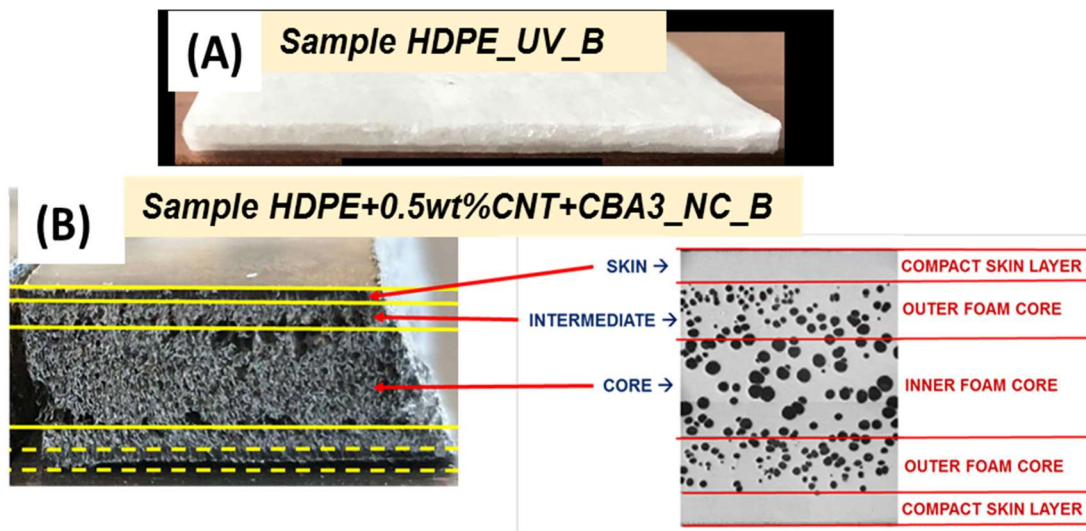 (A)
Sample HDPE_UV_B
(B)
Sample HDPE+0.5wt%CNT+CBA3_NC_B
SKIN →
COMPACT SKIN LAYER
INTERMEDIATE →
OUTER FOAM CORE
CORE →
INNER FOAM CORE
OUTER FOAM CORE
COMPACT SKIN LAYER